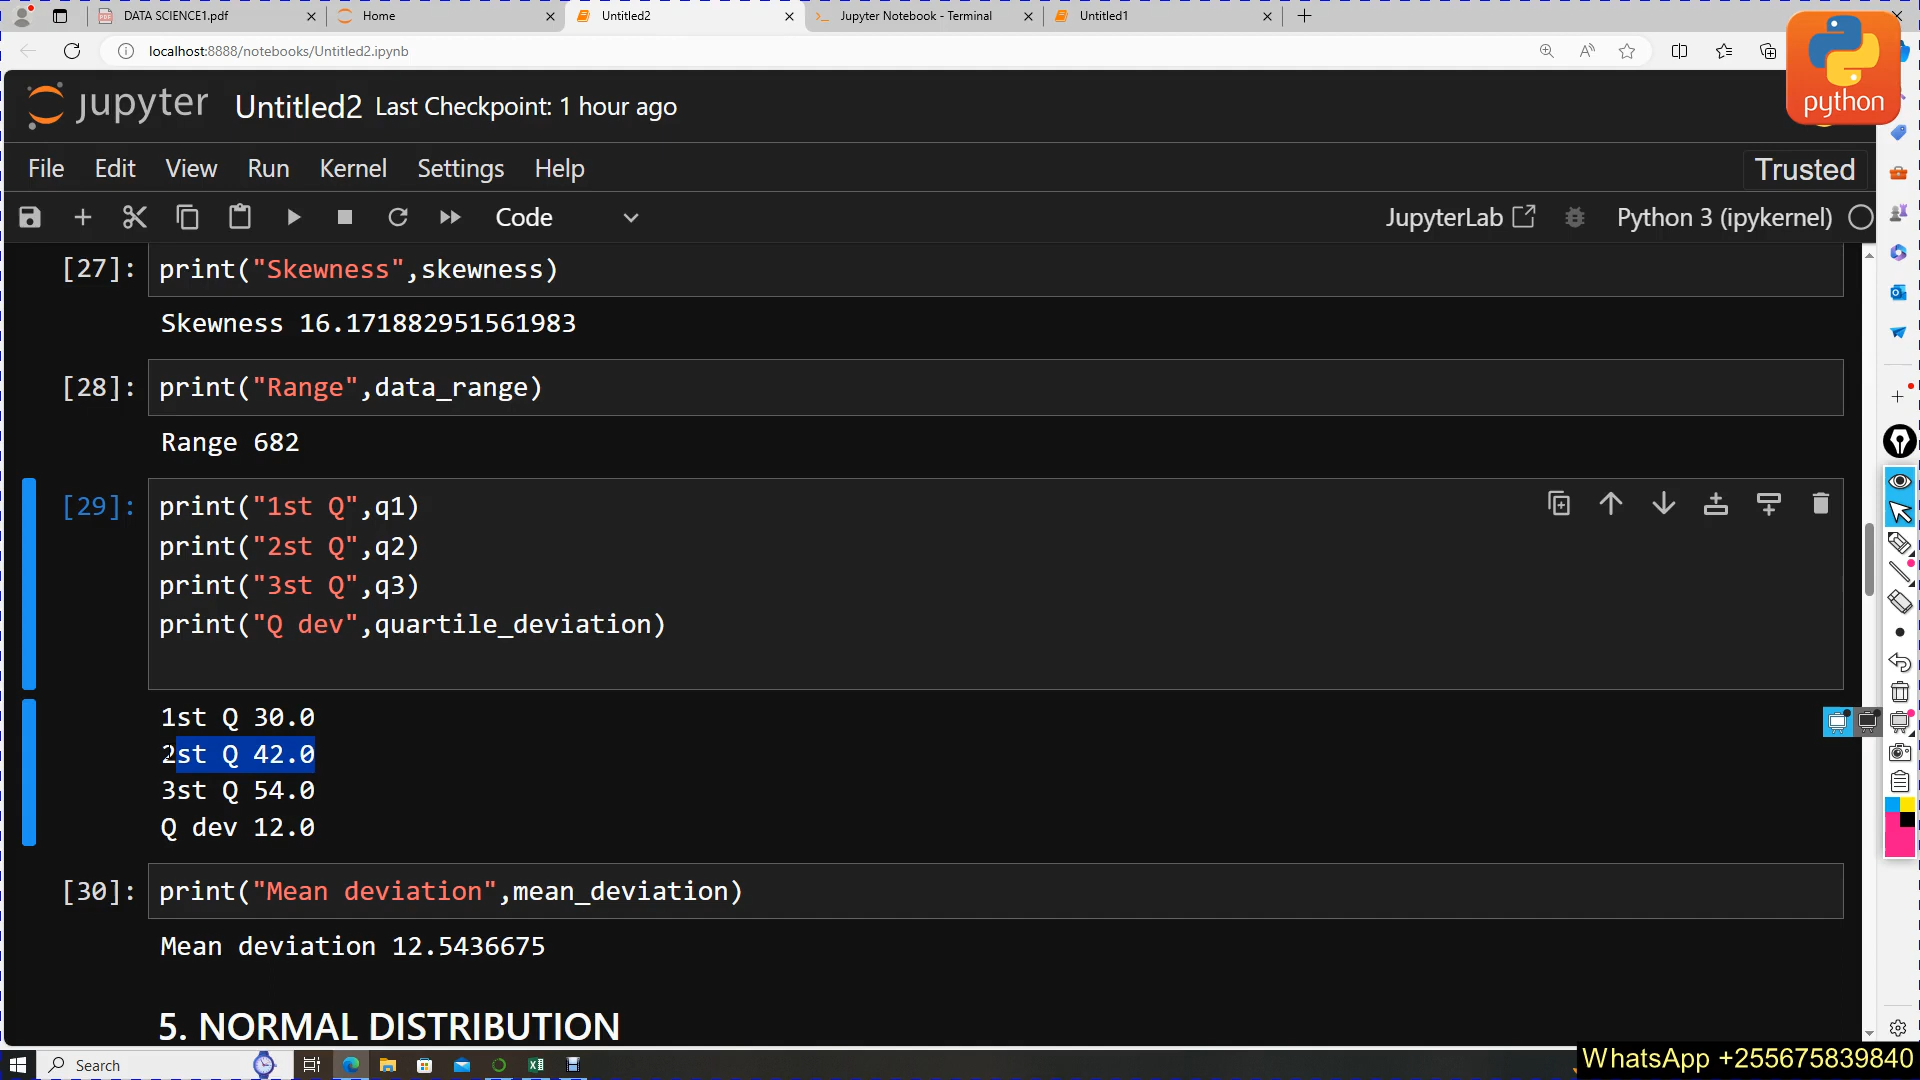 DATA SCIENCE1.pdf
Home
Untitled2
Jupyter Notebook - Terminal
Untitled1
localhost:8888/notebooks/Untitled2.ipynb
python
jupyter Untitled2 Last Checkpoint: 1 hour ago
File Edit View Run Kernel Settings Help
Trusted
Code
JupyterLab
Python 3 (ipykernel)
[27]: print("Skewness",skewness)
Skewness 16.171882951561983
[28]: print("Range",data_range)
Range 682
[29]: print("1st Q",q1)
print("2st Q",q2)
print("3st Q",q3)
print("Q dev",quartile_deviation)
1st Q 30.0
2st Q 42.0
3st Q 54.0
Q dev 12.0
[30]: print("Mean deviation",mean_deviation)
Mean deviation 12.5436675
5. NORMAL DISTRIBUTION
Search
WhatsApp +255675839840